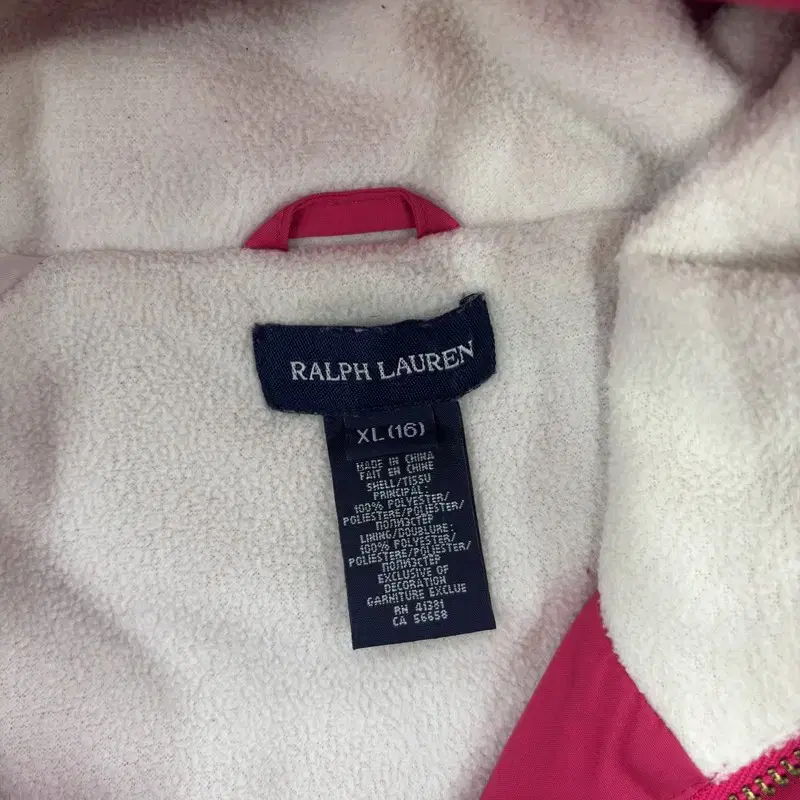 RALPH LAUREN
XL (16)
MADE IN CHINA
FAIT EN CHINE
SHELL/TISSU
PRINCIPAL:
100% POLYESTER/
POLIESTERE/POLIESTER/
ПОЛИЭСТЕР
LINING/DOUBLURE:
100% POLYESTER/
POLIESTERE/POLIESTER/
ПОЛИЭСТЕР
EXCLUSIVE OF
DECORATION
GARNITURE EXCLUE
RN 41381
CA 56658